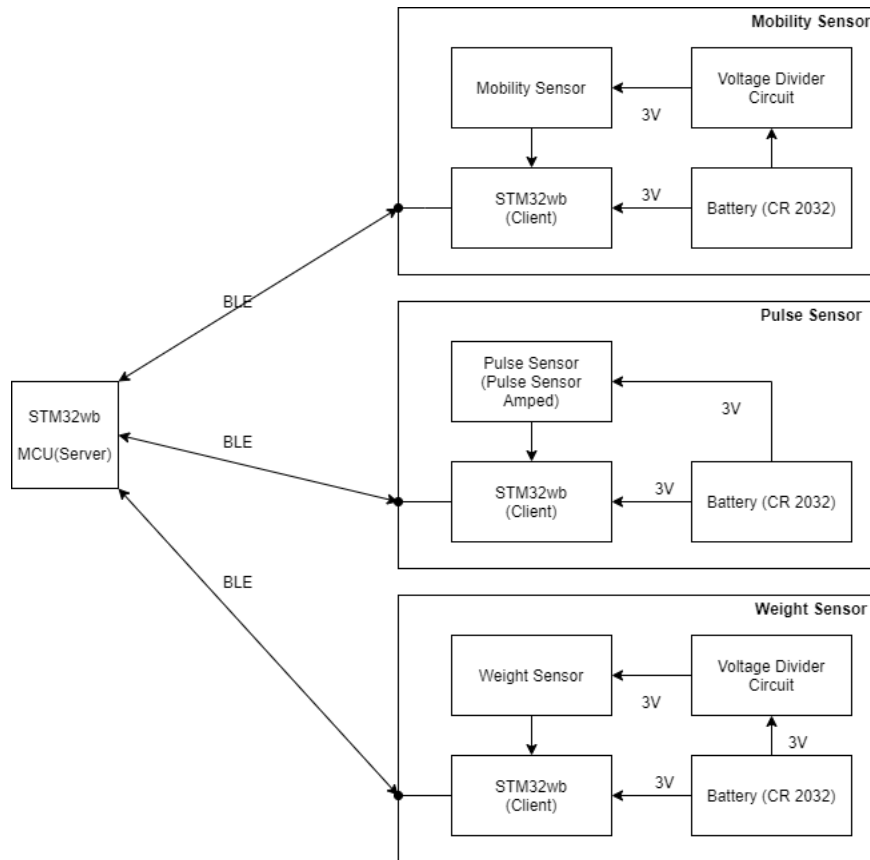 Mobility Sensor
Mobility Sensor
Voltage Divider
Circuit
3V
STM32wb
(Client)
3V
Battery (CR 2032)
BLE
Pulse Sensor
Pulse Sensor
(Pulse Sensor
Amped)
3V
STM32wb
MCU(Server)
BLE
STM32wb
(Client)
3V
Battery (CR 2032)
BLE
Weight Sensor
Weight Sensor
Voltage Divider
Circuit
3V
3V
STM32wb
(Client)
3V
Battery (CR 2032)